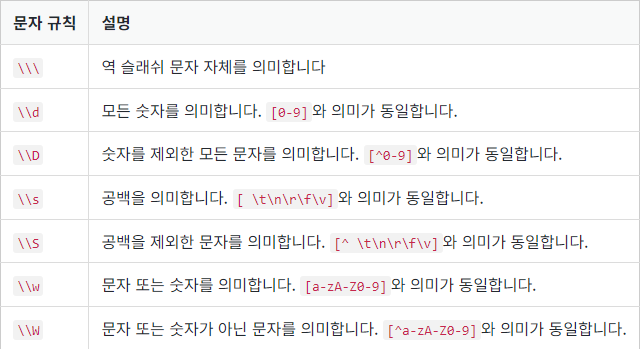 문자 규칙 설명
\\\ 역 슬래쉬 문자 자체를 의미합니다
\\d 모든 숫자를 의미합니다. [0-9]와 의미가 동일합니다.
\\D 숫자를 제외한 모든 문자를 의미합니다. [^0-9]와 의미가 동일합니다.
\\s 공백을 의미합니다. [ \t\n\r\f\v]와 의미가 동일합니다.
\\S 공백을 제외한 문자를 의미합니다. [^ \t\n\r\f\v]와 의미가 동일합니다.
\\w 문자 또는 숫자를 의미합니다. [a-zA-Z0-9]와 의미가 동일합니다.
\\W 문자 또는 숫자가 아닌 문자를 의미합니다. [^a-zA-Z0-9]와 의미가 동일합니다.